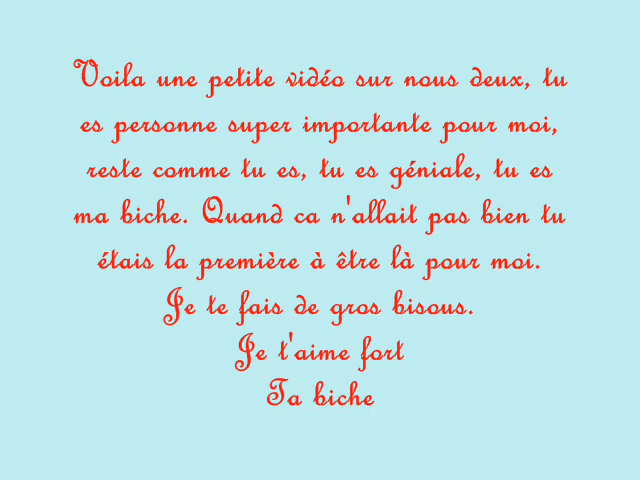 Voila une petite vidéo sur nous deux, tu
es personne super importante pour moi,
reste comme tu es, tu es géniale, tu es
ma biche. Quand ca n'allait pas bien tu
étais la première à être là pour moi.
Je te fais de gros bisous.
Je t'aime fort
Ta biche